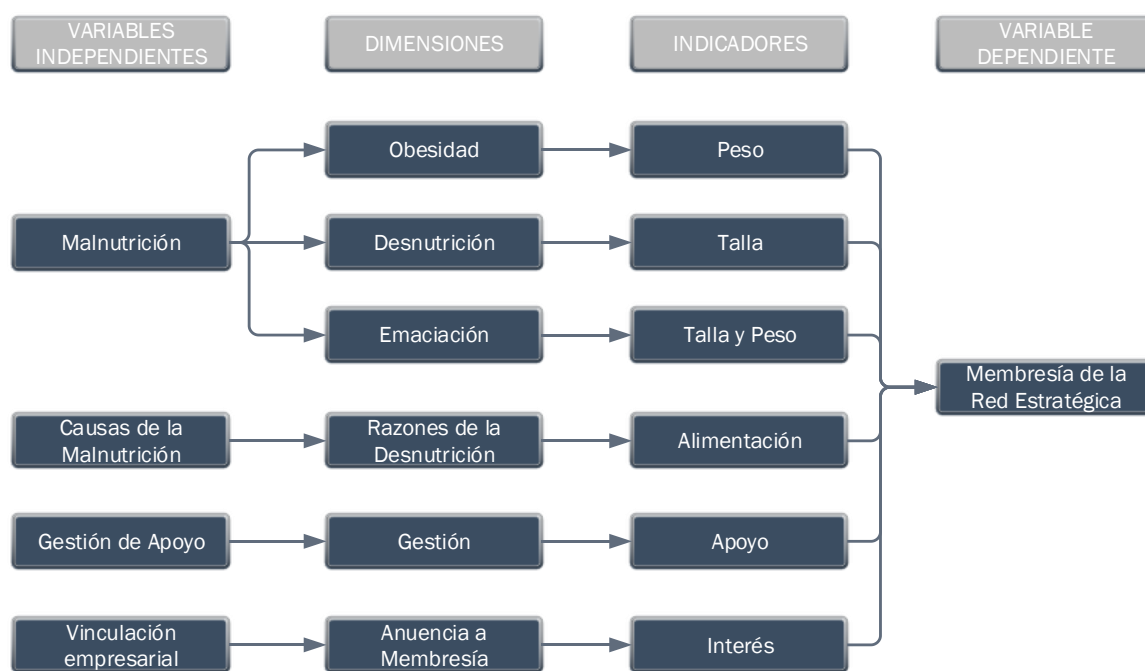 VARIABLES
INDEPENDIENTES
DIMENSIONES
INDICADORES
VARIABLE
DEPENDIENTE
Obesidad
Peso
Malnutrición
Desnutrición
Talla
Emaciación
Talla y Peso
Membresía de la
Red Estratégica
Causas de la
Malnutrición
Razones de la
Desnutrición
Alimentación
Gestión de Apoyo
Gestión
Apoyo
Vinculación
empresarial
Anuencia a
Membresía
Interés